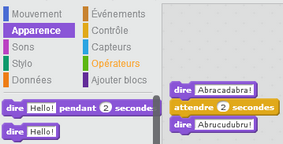 Mouvement
Apparence
Sons
Stylo
Données
Événements
Contrôle
Capteurs
Opérateurs
Ajouter blocs
dire Hello! pendant 2 secondes
dire Hello!
dire Abracadabra!
attendre 2 secondes
dire Abrucudubru!